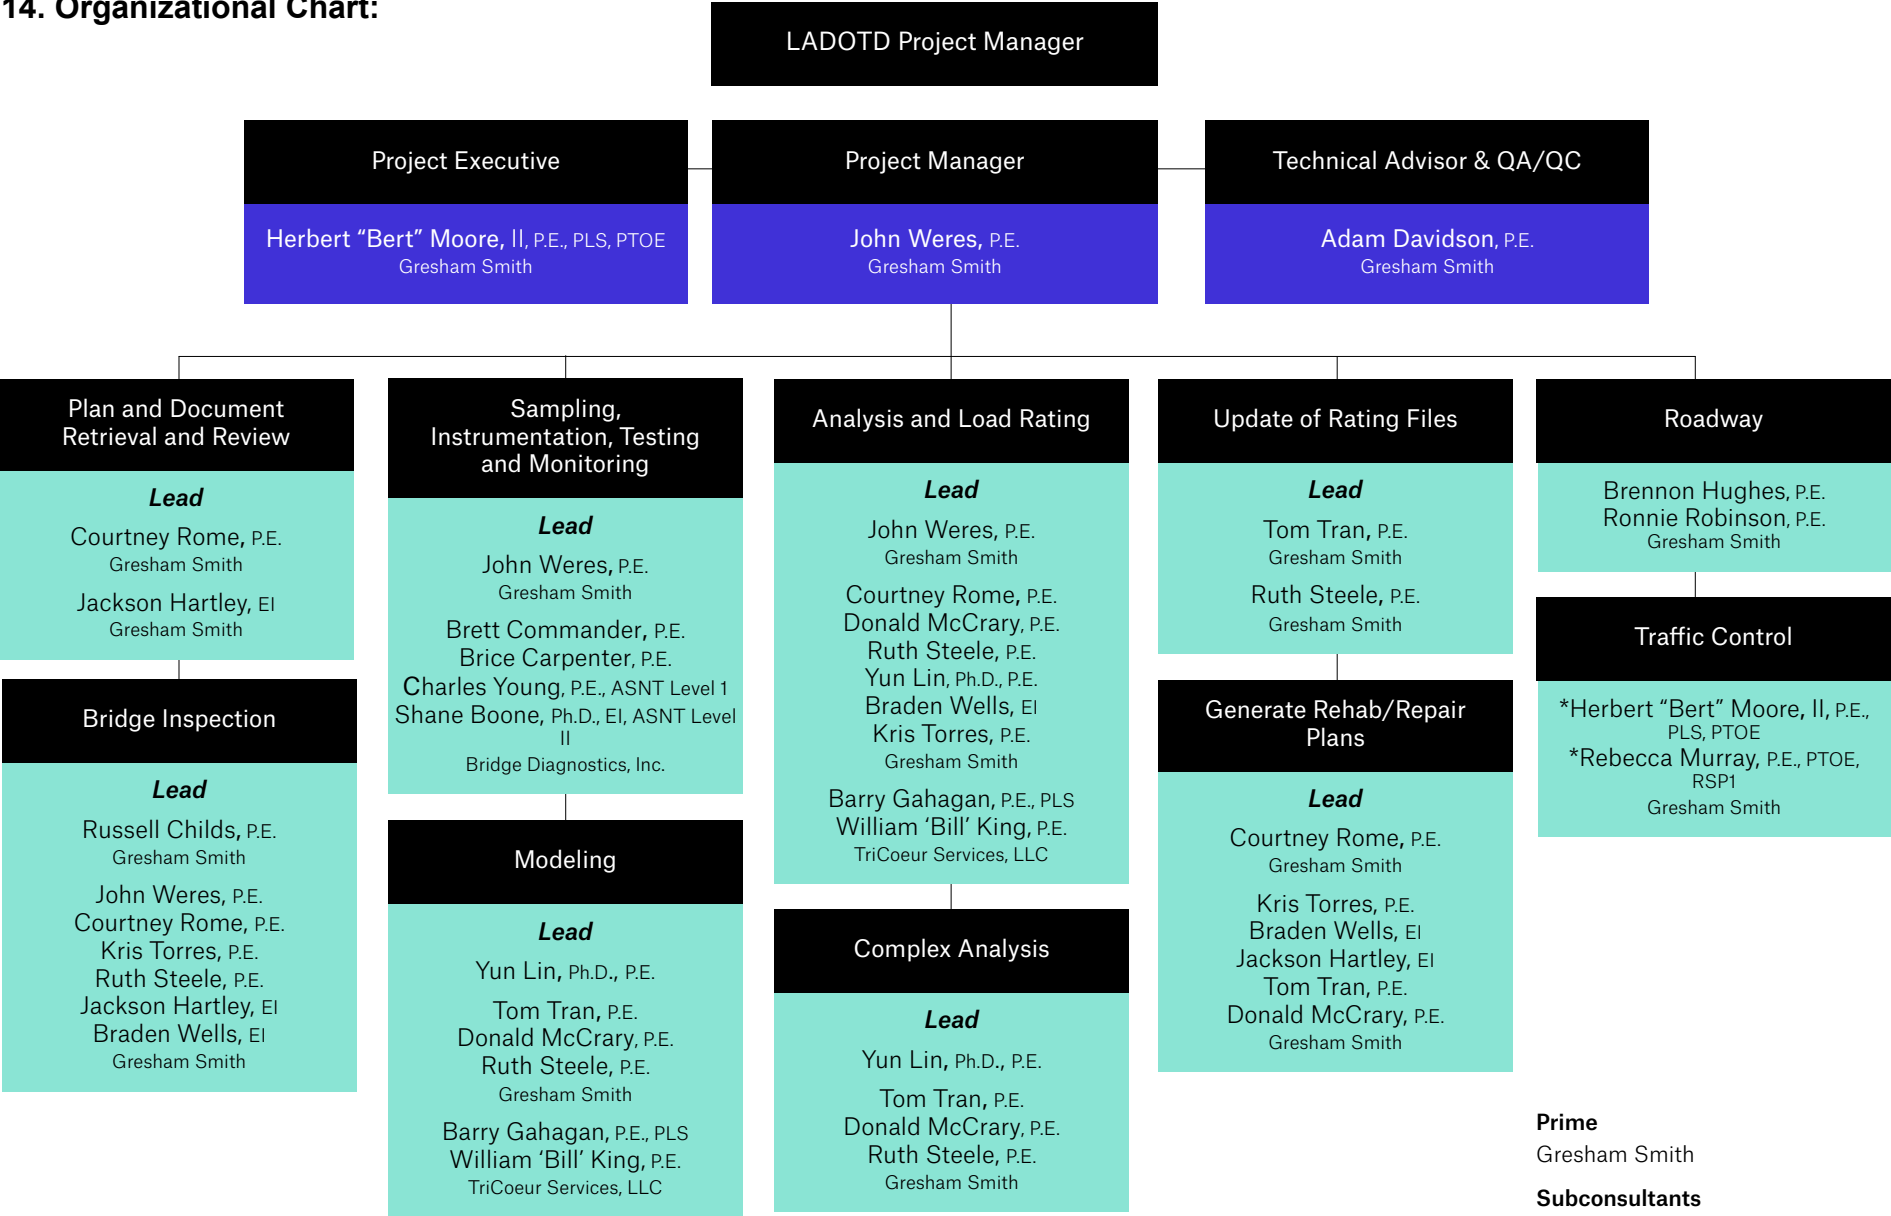 14. Organizational Chart:
LADOTD Project Manager
Project Executive
Herbert “Bert” Moore, II, P.E., PLS, PTOE
Gresham Smith
Project Manager
John Weres, P.E.
Gresham Smith
Technical Advisor & QA/QC
Adam Davidson, P.E.
Gresham Smith
Plan and Document
Retrieval and Review
Lead
Courtney Rome, P.E.
Gresham Smith
Jackson Hartley, EI
Gresham Smith
Bridge Inspection
Lead
Russell Childs, P.E.
Gresham Smith
John Weres, P.E.
Courtney Rome, P.E.
Kris Torres, P.E.
Ruth Steele, P.E.
Jackson Hartley, EI
Braden Wells, EI
Gresham Smith
Sampling,
Instrumentation, Testing
and Monitoring
Lead
John Weres, P.E.
Gresham Smith
Brett Commander, P.E.
Brice Carpenter, P.E.
Charles Young, P.E., ASNT Level 1
Shane Boone, Ph.D., EI, ASNT Level
II
Bridge Diagnostics, Inc.
Modeling
Lead
Yun Lin, Ph.D., P.E.
Tom Tran, P.E.
Donald McCrary, P.E.
Ruth Steele, P.E.
Gresham Smith
Barry Gahagan, P.E., PLS
William ‘Bill’ King, P.E.
TriCoeur Services, LLC
Analysis and Load Rating
Lead
John Weres, P.E.
Gresham Smith
Courtney Rome, P.E.
Donald McCrary, P.E.
Ruth Steele, P.E.
Yun Lin, Ph.D., P.E.
Braden Wells, EI
Kris Torres, P.E.
Gresham Smith
Barry Gahagan, P.E., PLS
William ‘Bill’ King, P.E.
TriCoeur Services, LLC
Complex Analysis
Lead
Yun Lin, Ph.D., P.E.
Tom Tran, P.E.
Donald McCrary, P.E.
Ruth Steele, P.E.
Gresham Smith
Update of Rating Files
Lead
Tom Tran, P.E.
Gresham Smith
Ruth Steele, P.E.
Gresham Smith
Generate Rehab/Repair
Plans
Lead
Courtney Rome, P.E.
Gresham Smith
Kris Torres, P.E.
Braden Wells, EI
Jackson Hartley, EI
Tom Tran, P.E.
Donald McCrary, P.E.
Gresham Smith
Roadway
Brennon Hughes, P.E.
Ronnie Robinson, P.E.
Gresham Smith
Traffic Control
*Herbert “Bert” Moore, II, P.E.,
PLS, PTOE
*Rebecca Murray, P.E., PTOE,
RSP1
Gresham Smith
Prime
Gresham Smith
Subconsultants